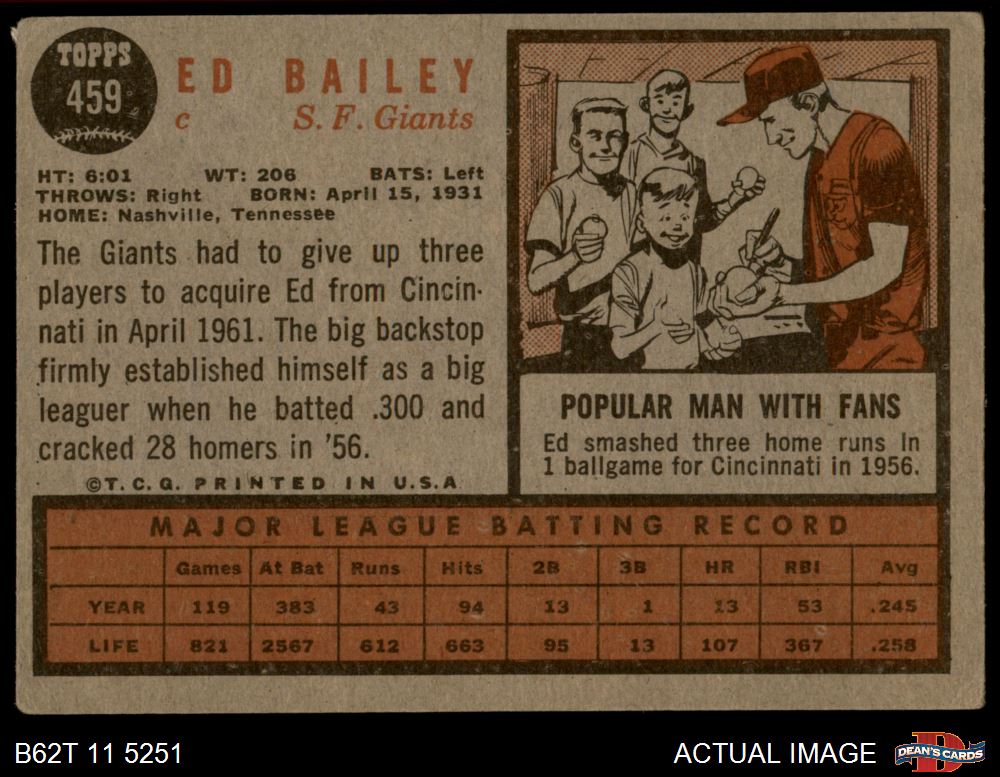 TOPPS
459
ED BAILEY
c S. F. Giants
HT: 6:01 WT: 206 BATS: Left
THROWS: Right BORN: April 15, 1931
HOME: Nashville, Tennessee
The Giants had to give up three
players to acquire Ed from Cincin-
nati in April 1961. The big backstop
firmly established himself as a big
leaguer when he batted .300 and
cracked 28 homers in '56.
©T.C.G. PRINTED IN U.S.A
POPULAR MAN WITH FANS
Ed smashed three home runs in
1 ballgame for Cincinnati in 1956.
MAJOR LEAGUE BATTING RECORD
Games At Bat Runs Hits 2B 3B HR RBI Avg
YEAR 119 383 43 94 13 1 13 53 .245
LIFE 821 2567 612 663 95 13 107 367 .258
B62T 11 5251
ACTUAL IMAGE
D
DEAN'S CARDS